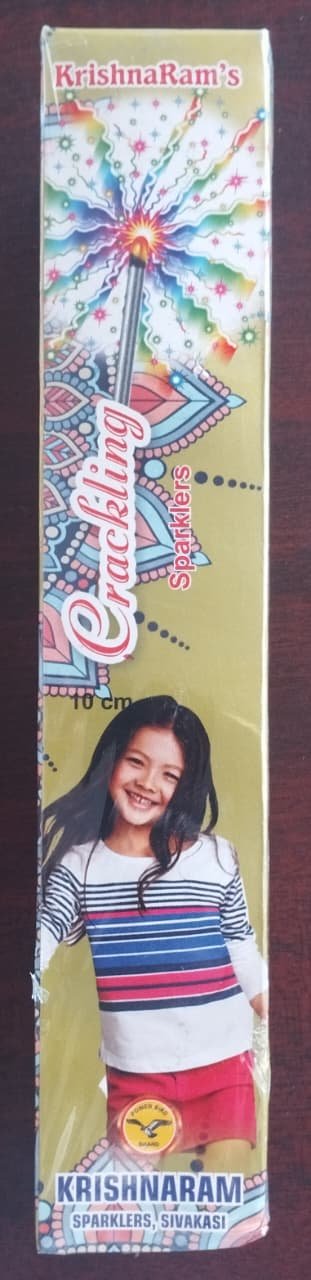 KrishnaRam's
Crackling
Sparklers
10 cm
POWER BIRD
BRAND
KRISHNARAM
SPARKLERS, SIVAKASI